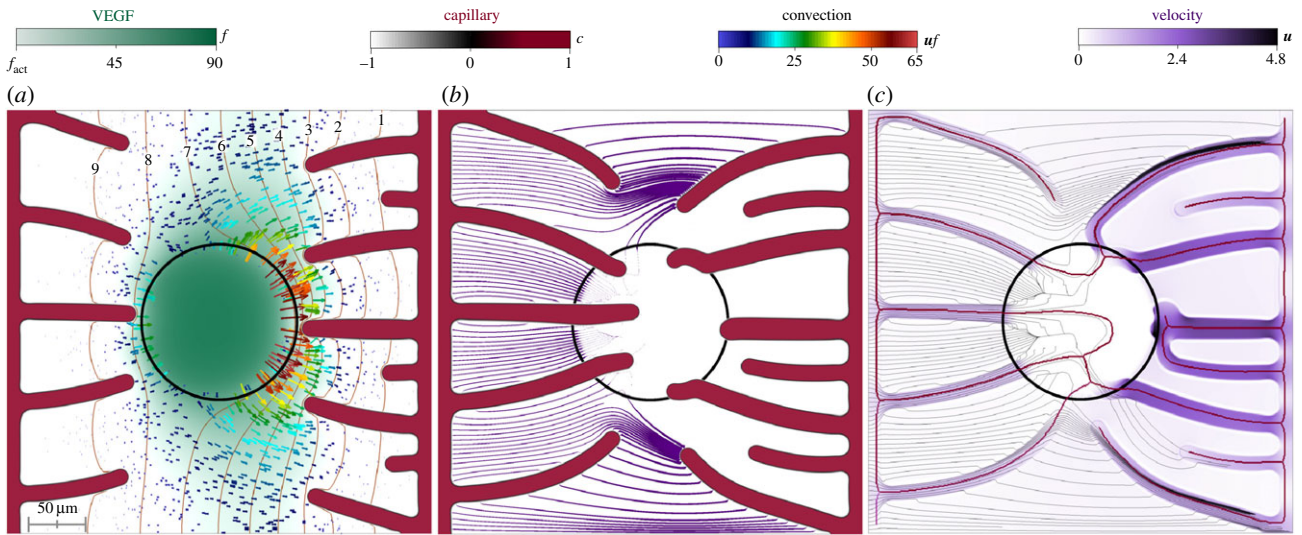 VEGF
f
f_act 45 90
capillary
c
–1 0 1
convection
uf
0 25 50 65
velocity
u
0 2.4 4.8
(a)
(b)
(c)
9 8 7 6 5 4 3 2 1
50 µm